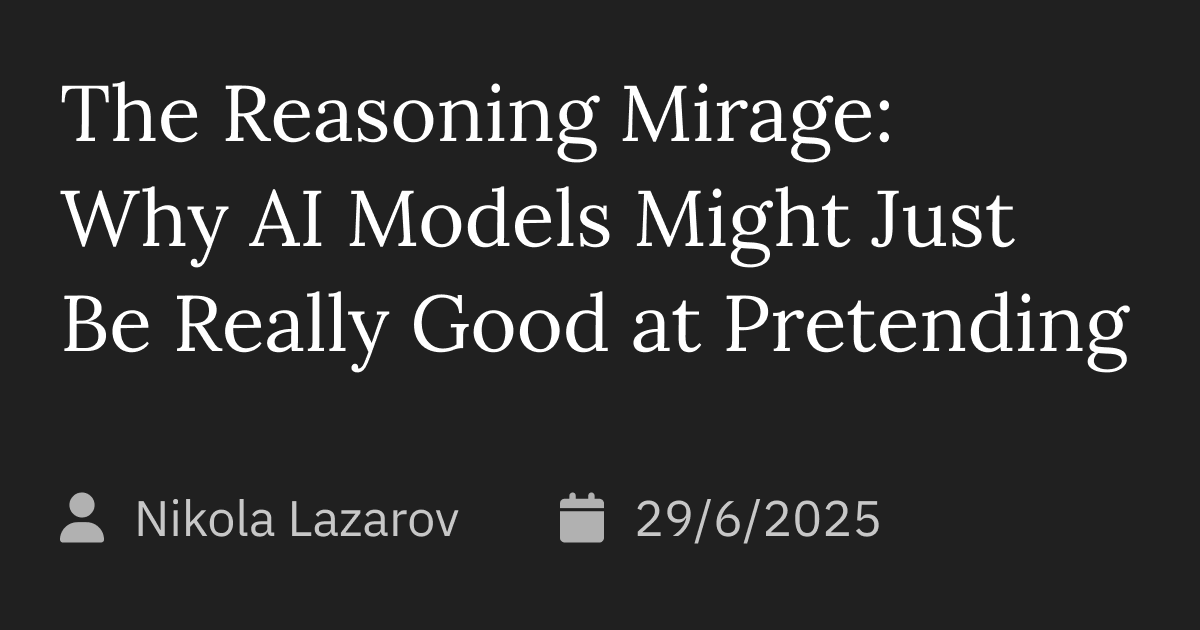 The Reasoning Mirage:
Why AI Models Might Just
Be Really Good at Pretending
Nikola Lazarov
29/6/2025